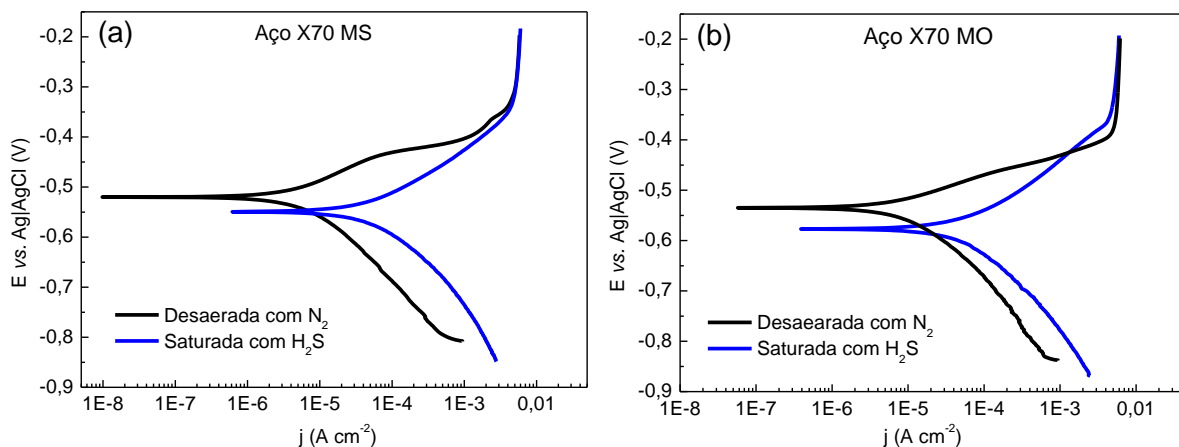 (a)
Aço X70 MS
E vs. Ag|AgCl (V)
-0,2
-0,3
-0,4
-0,5
-0,6
-0,7
-0,8
-0,9
Desaerada com N₂
Saturada com H₂S
1E-8 1E-7 1E-6 1E-5 1E-4 1E-3 0,01
j (A cm⁻²)
(b)
Aço X70 MO
E vs. Ag|AgCl (V)
-0,2
-0,3
-0,4
-0,5
-0,6
-0,7
-0,8
-0,9
Desaearada com N₂
Saturada com H₂S
1E-8 1E-7 1E-6 1E-5 1E-4 1E-3 0,01
j (A cm⁻²)